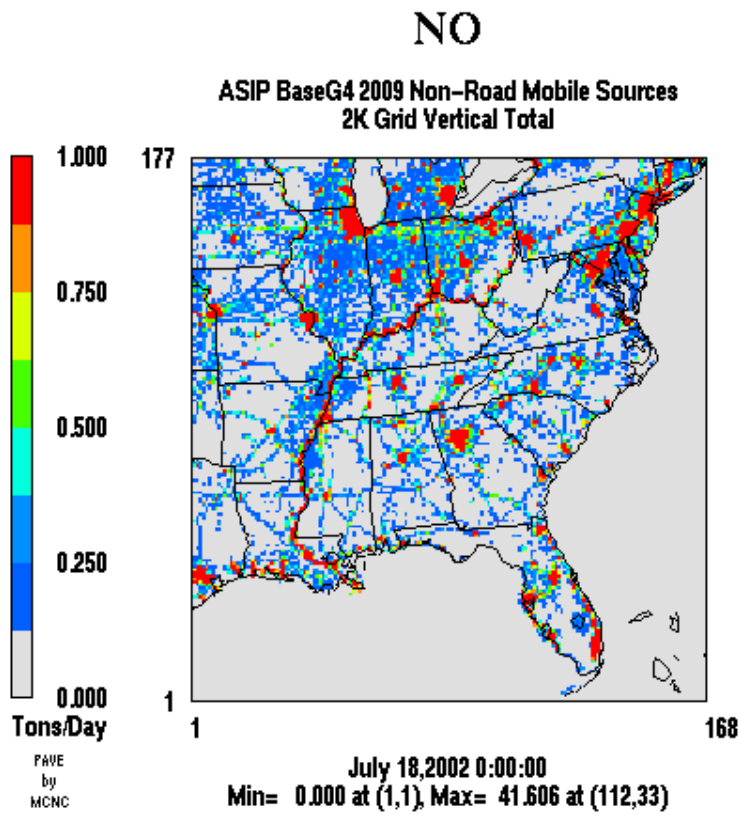 NO
ASIP BaseG4 2009 Non-Road Mobile Sources
2K Grid Vertical Total
1.000
177
0.750
0.500
0.250
0.000
1
Tons/Day
1
168
PAVE
by
MCNC
July 18,2002 0:00:00
Min= 0.000 at (1,1), Max= 41.606 at (112,33)